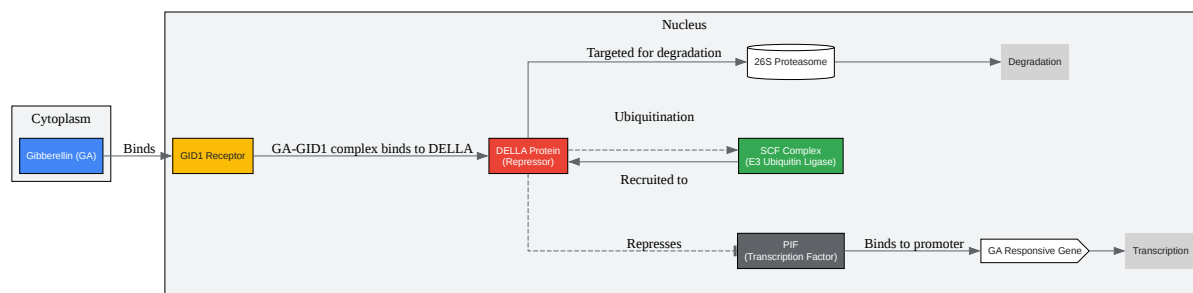 Nucleus
Targeted for degradation
26S Proteasome
Degradation
Cytoplasm
Ubiquitination
Gibberellin (GA)
Binds
GID1 Receptor
GA-GID1 complex binds to DELLA
DELLA Protein
(Repressor)
SCF Complex
(E3 Ubiquitin Ligase)
Recruited to
Represses
PIF
(Transcription Factor)
Binds to promoter
GA Responsive Gene
Transcription